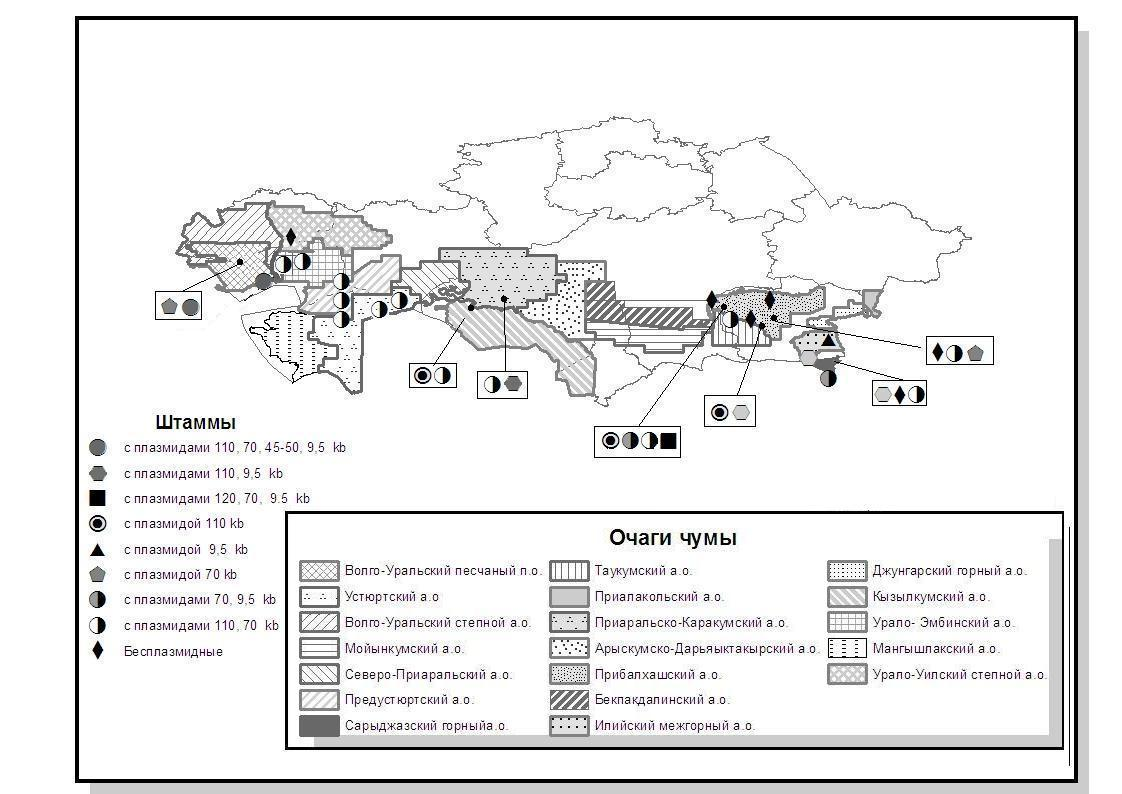 Штаммы
с плазмидами 110, 70, 45-50, 9,5 kb
с плазмидами 110, 9,5 kb
с плазмидами 120, 70, 9.5 kb
с плазмидой 110 kb
с плазмидой 9,5 kb
с плазмидой 70 kb
с плазмидами 70, 9,5 kb
с плазмидами 110, 70 kb
Бесплазмидные
Очаги чумы
Волго-Уральский песчаный п.о.
Устюртский а.о
Волго-Уральский степной а.о.
Мойынкумский а.о.
Северо-Приаральский а.о.
Предустюртский а.о.
Сарыджазский горныйа.о.
Таукумский а.о.
Приалакольский а.о.
Приаральско-Каракумский а.о.
Арыскумско-Дарьяыктакырский а.о.
Прибалхашский а.о.
Бекпакдалинский а.о.
Илийский межгорный а.о.
Джунгарский горный а.о.
Кызылкумский а.о.
Урало- Эмбинский а.о.
Мангышлакский а.о.
Урало-Уилский степной а.о.